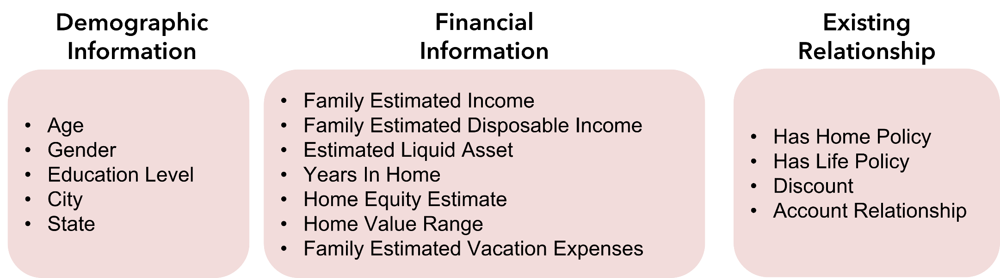 Demographic
Information
• Age
• Gender
• Education Level
• City
• State
Financial
Information
• Family Estimated Income
• Family Estimated Disposable Income
• Estimated Liquid Asset
• Years In Home
• Home Equity Estimate
• Home Value Range
• Family Estimated Vacation Expenses
Existing
Relationship
• Has Home Policy
• Has Life Policy
• Discount
• Account Relationship